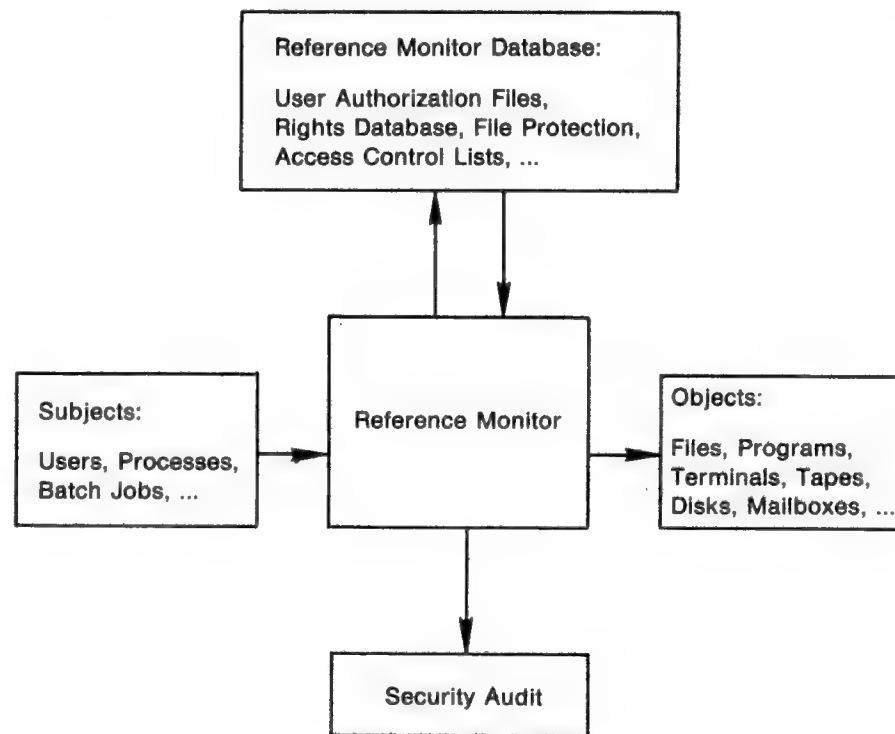 Reference Monitor Database:
User Authorization Files,
Rights Database, File Protection,
Access Control Lists, ...
Subjects:
Users, Processes,
Batch Jobs, ...
Reference Monitor
Objects:
Files, Programs,
Terminals, Tapes,
Disks, Mailboxes, ...
Security Audit